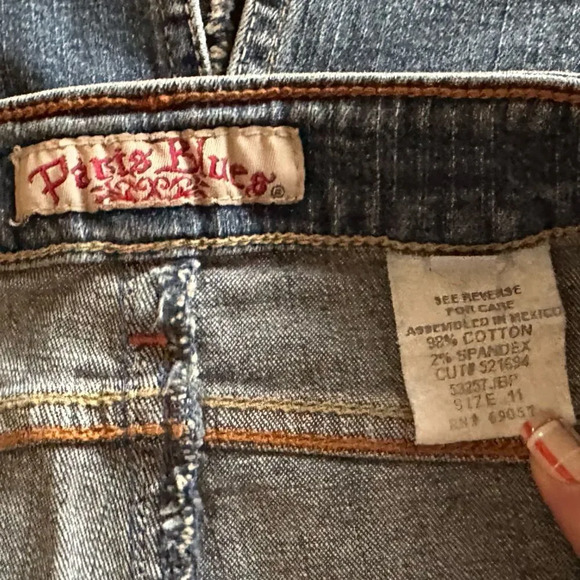 Paris Blues®
SEE REVERSE
FOR CARE
ASSEMBLED IN MEXICO
98% COTTON
2% SPANDEX
CUT# 521694
53257JBP
SIZE 11
RN# 69057